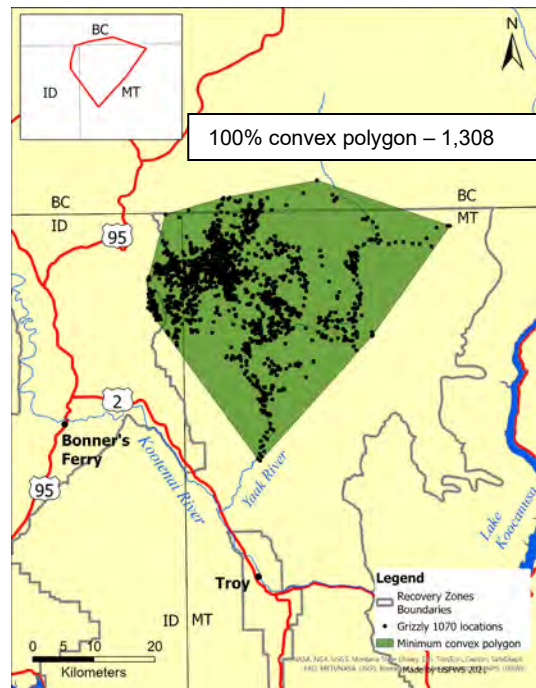 BC
ID
MT
N
100% convex polygon – 1,308
BC
ID
BC
MT
95
2
Bonner's
Ferry
95
Kootenai River
Yaak River
Lake
Koocanusa
Troy
ID
MT
Legend
Recovery Zones
Boundaries
Grizzly 1070 locations
Minimum convex polygon
0
10
20
Kilometers
Made by USFWS 2021